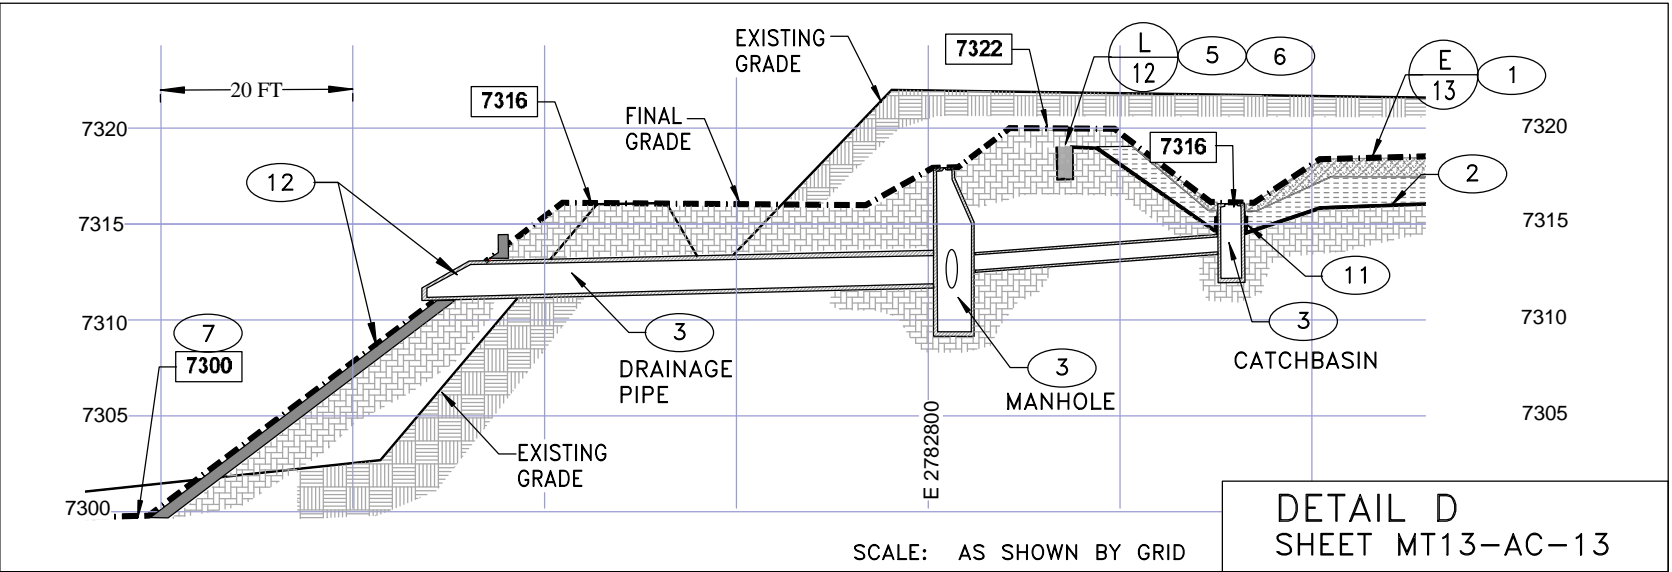 EXISTING
GRADE
7322
L
12
5
6
E
13
1
20 FT
7316
FINAL
GRADE
7320
7320
7316
12
2
7315
7315
11
7310
7310
7
7300
3
DRAINAGE
PIPE
3
CATCHBASIN
3
MANHOLE
7305
7305
E 2782800
EXISTING
GRADE
7300
SCALE: AS SHOWN BY GRID
DETAIL D
SHEET MT13-AC-13